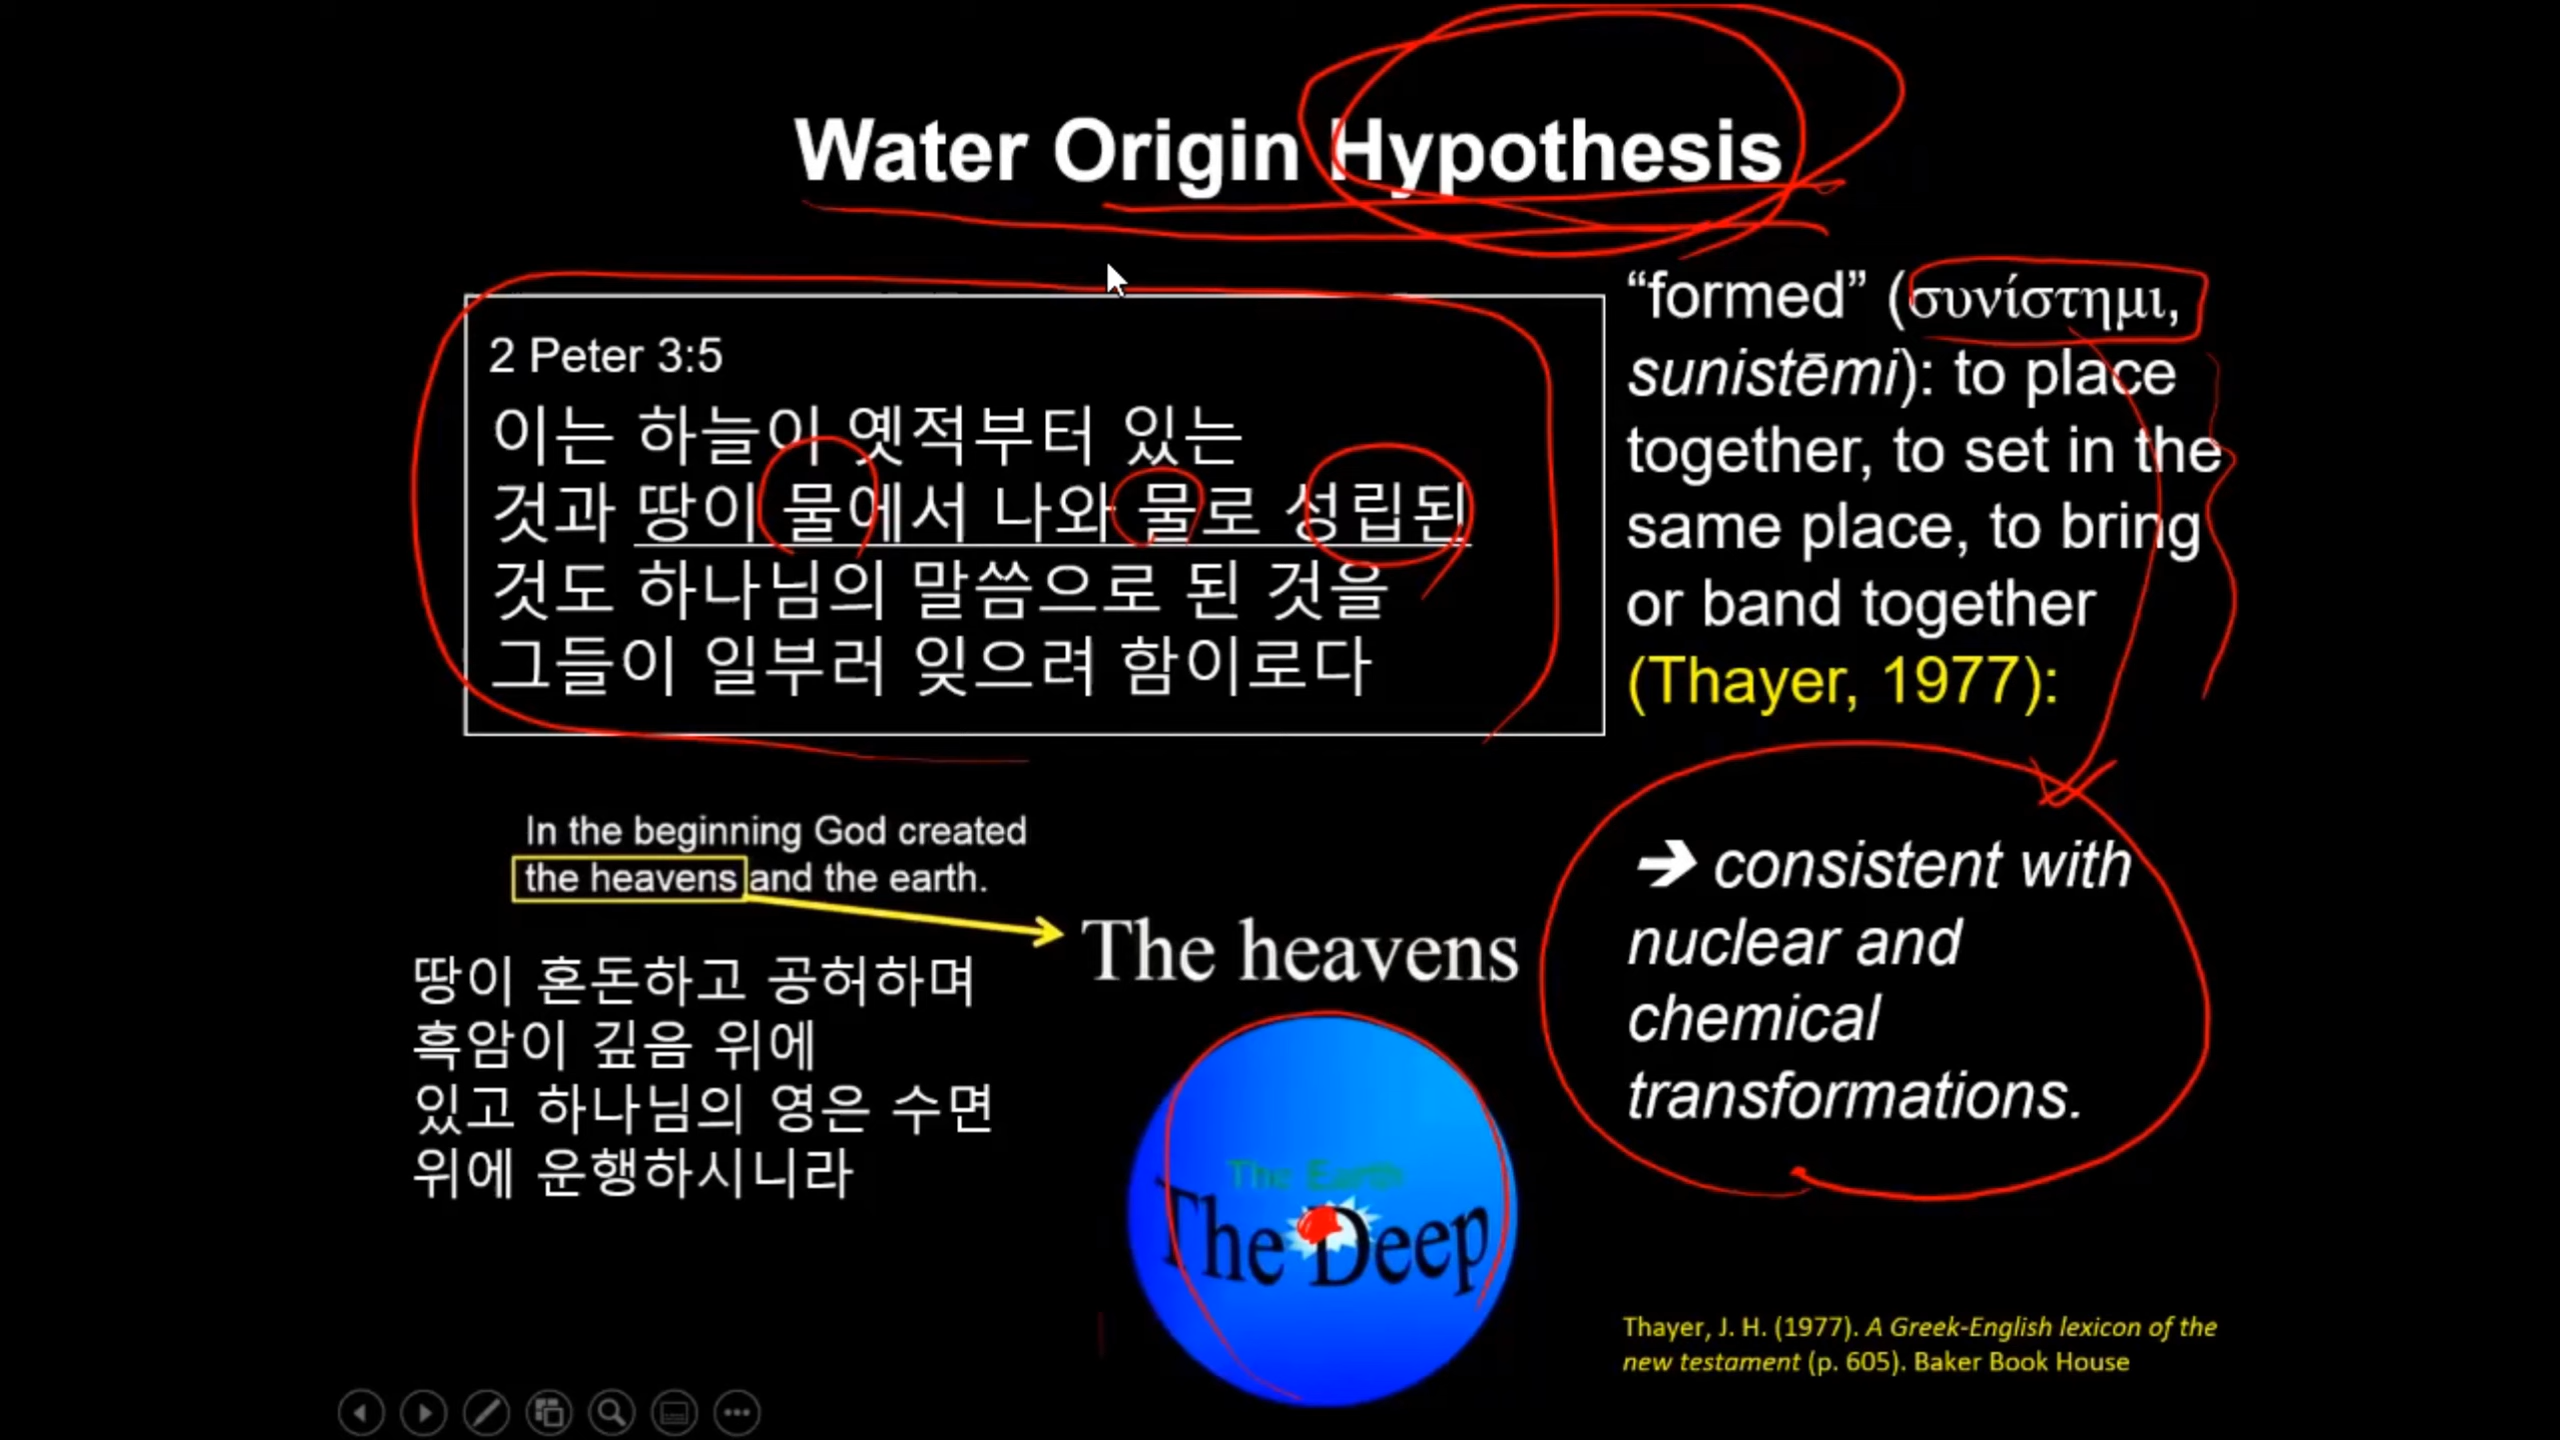 Water Origin Hypothesis
2 Peter 3:5
이는 하늘이 옛적부터 있는
것과 땅이 물에서 나와 물로 성립된
것도 하나님의 말씀으로 된 것을
그들이 일부러 잊으려 함이로다
“formed” (συνίστημι,
sunistēmi): to place
together, to set in the
same place, to bring
or band together
(Thayer, 1977):
➔ consistent with
nuclear and
chemical
transformations.
In the beginning God created
the heavens and the earth.
땅이 혼돈하고 공허하며
흑암이 깊음 위에
있고 하나님의 영은 수면
위에 운행하시니라
The heavens
The Earth
The Deep
Thayer, J. H. (1977). A Greek-English lexicon of the
new testament (p. 605). Baker Book House